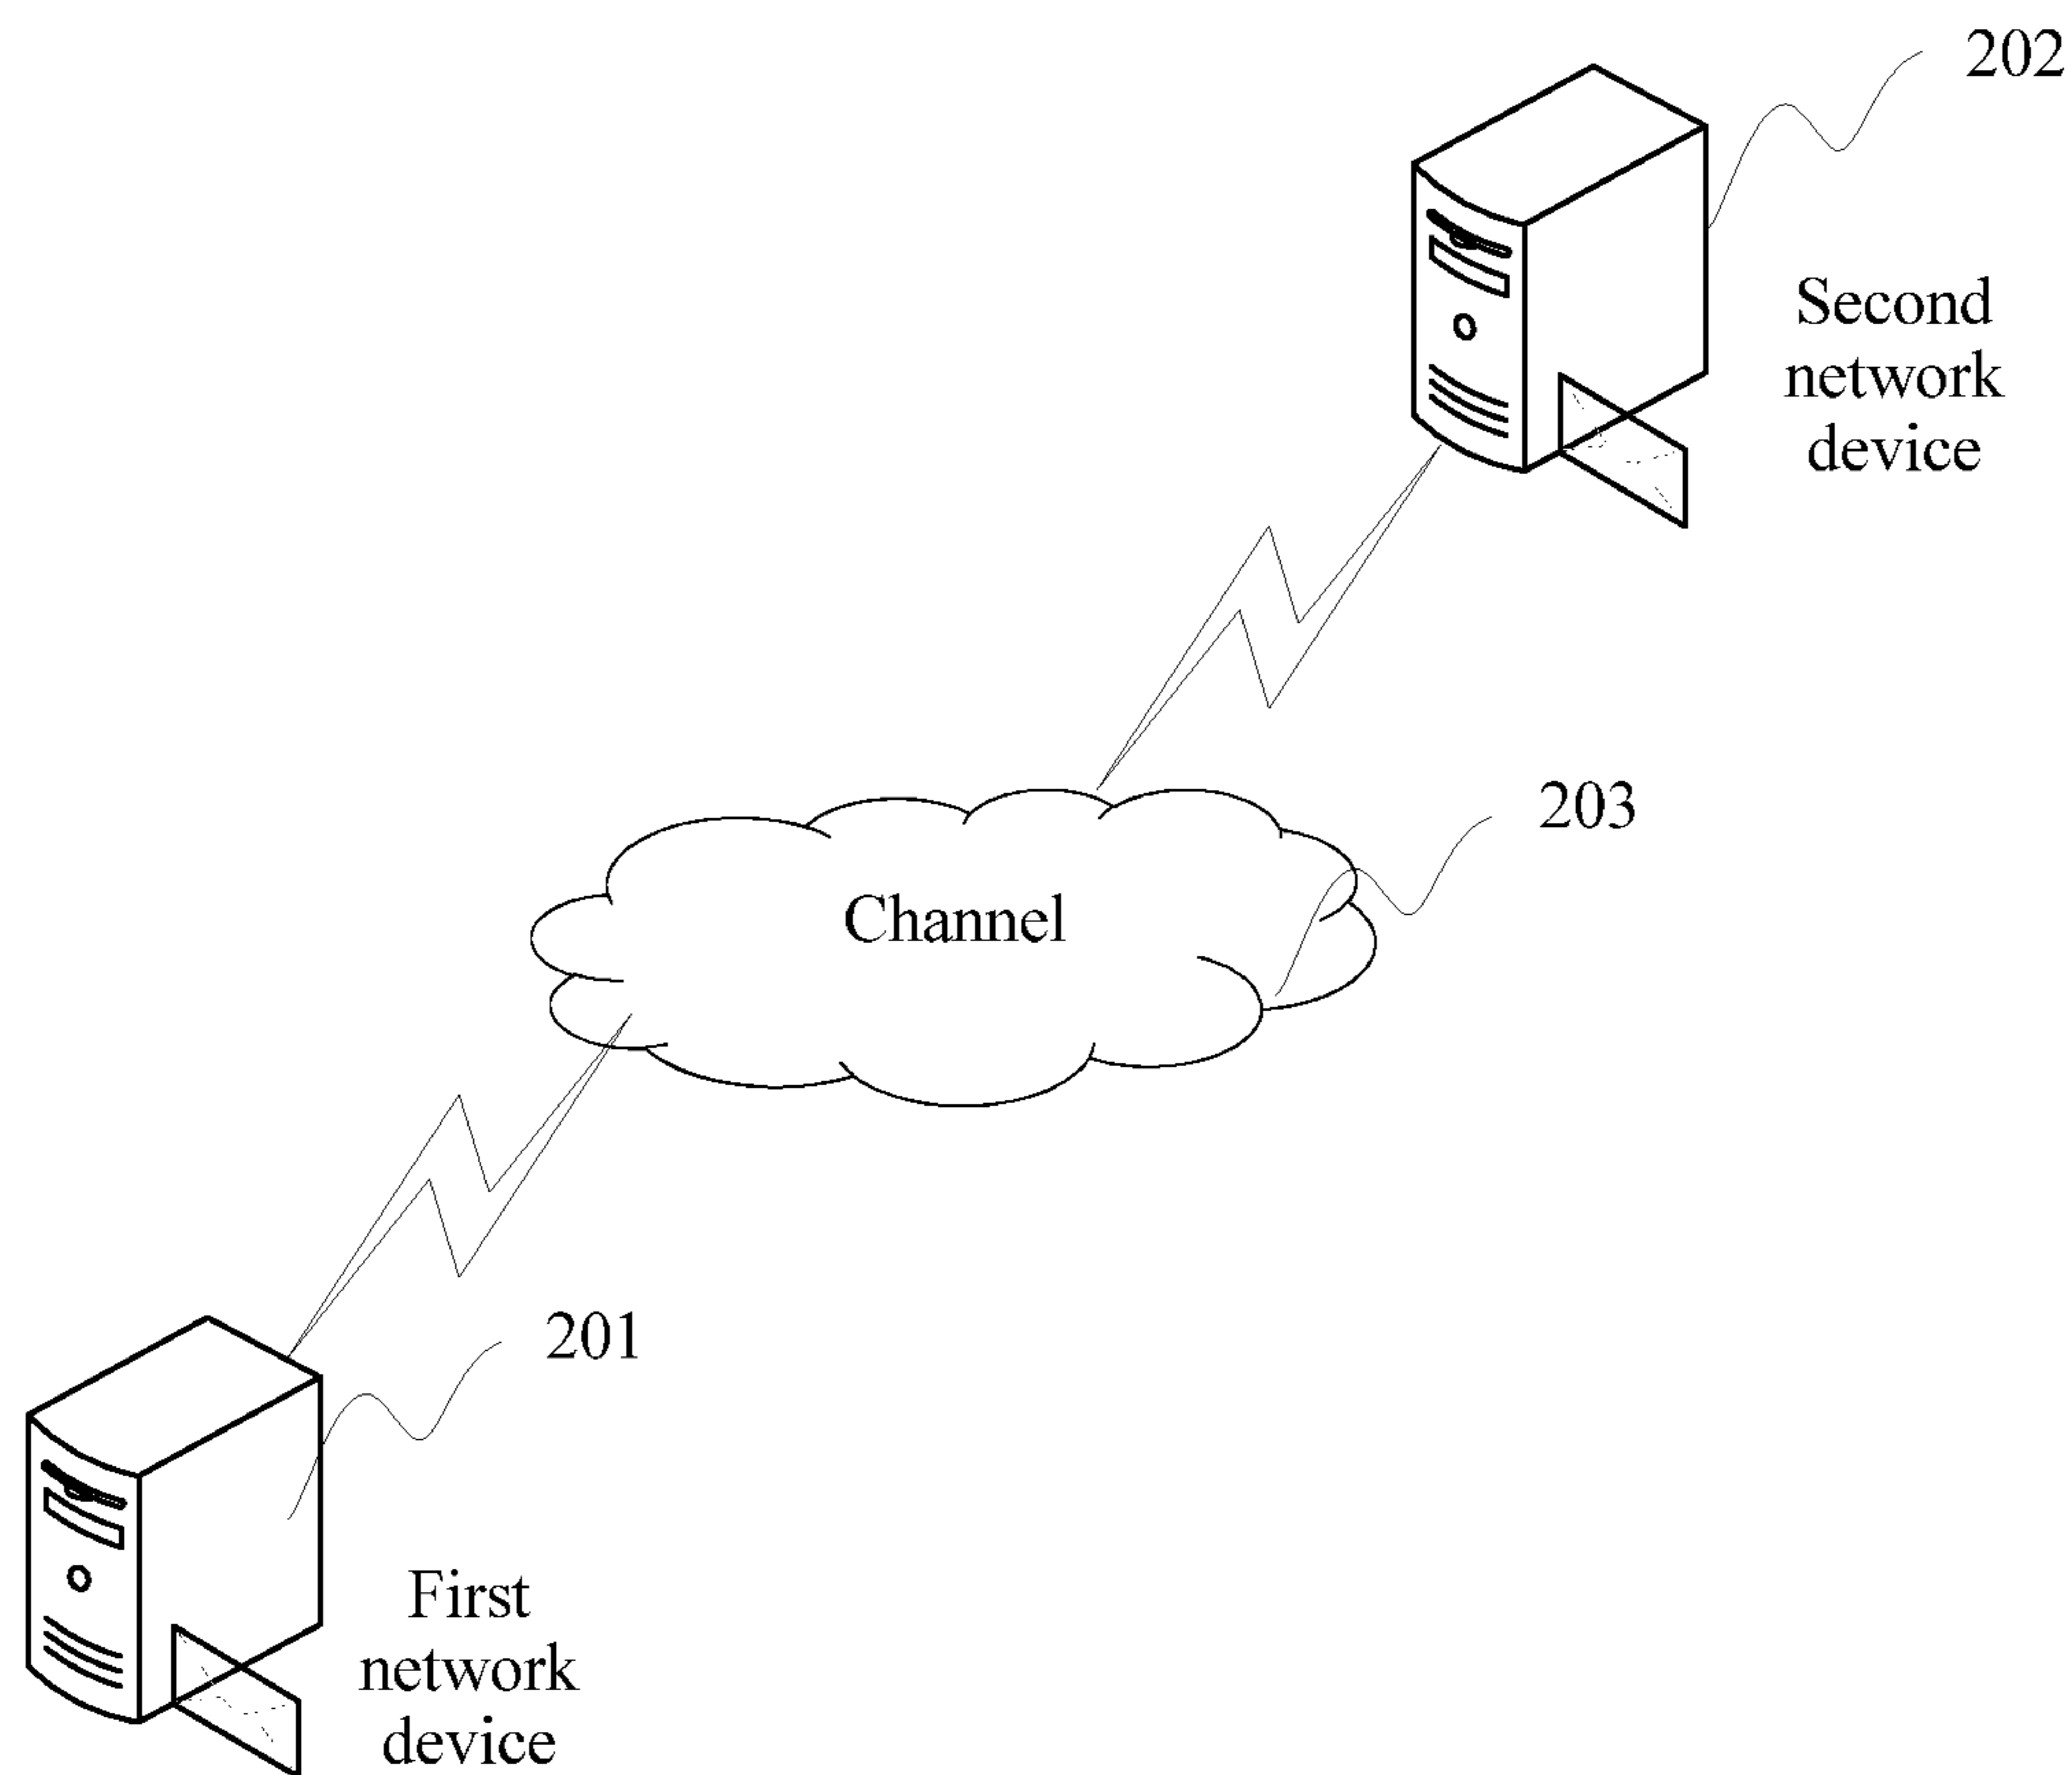 202
Second
network
device
203
Channel
201
First
network
device